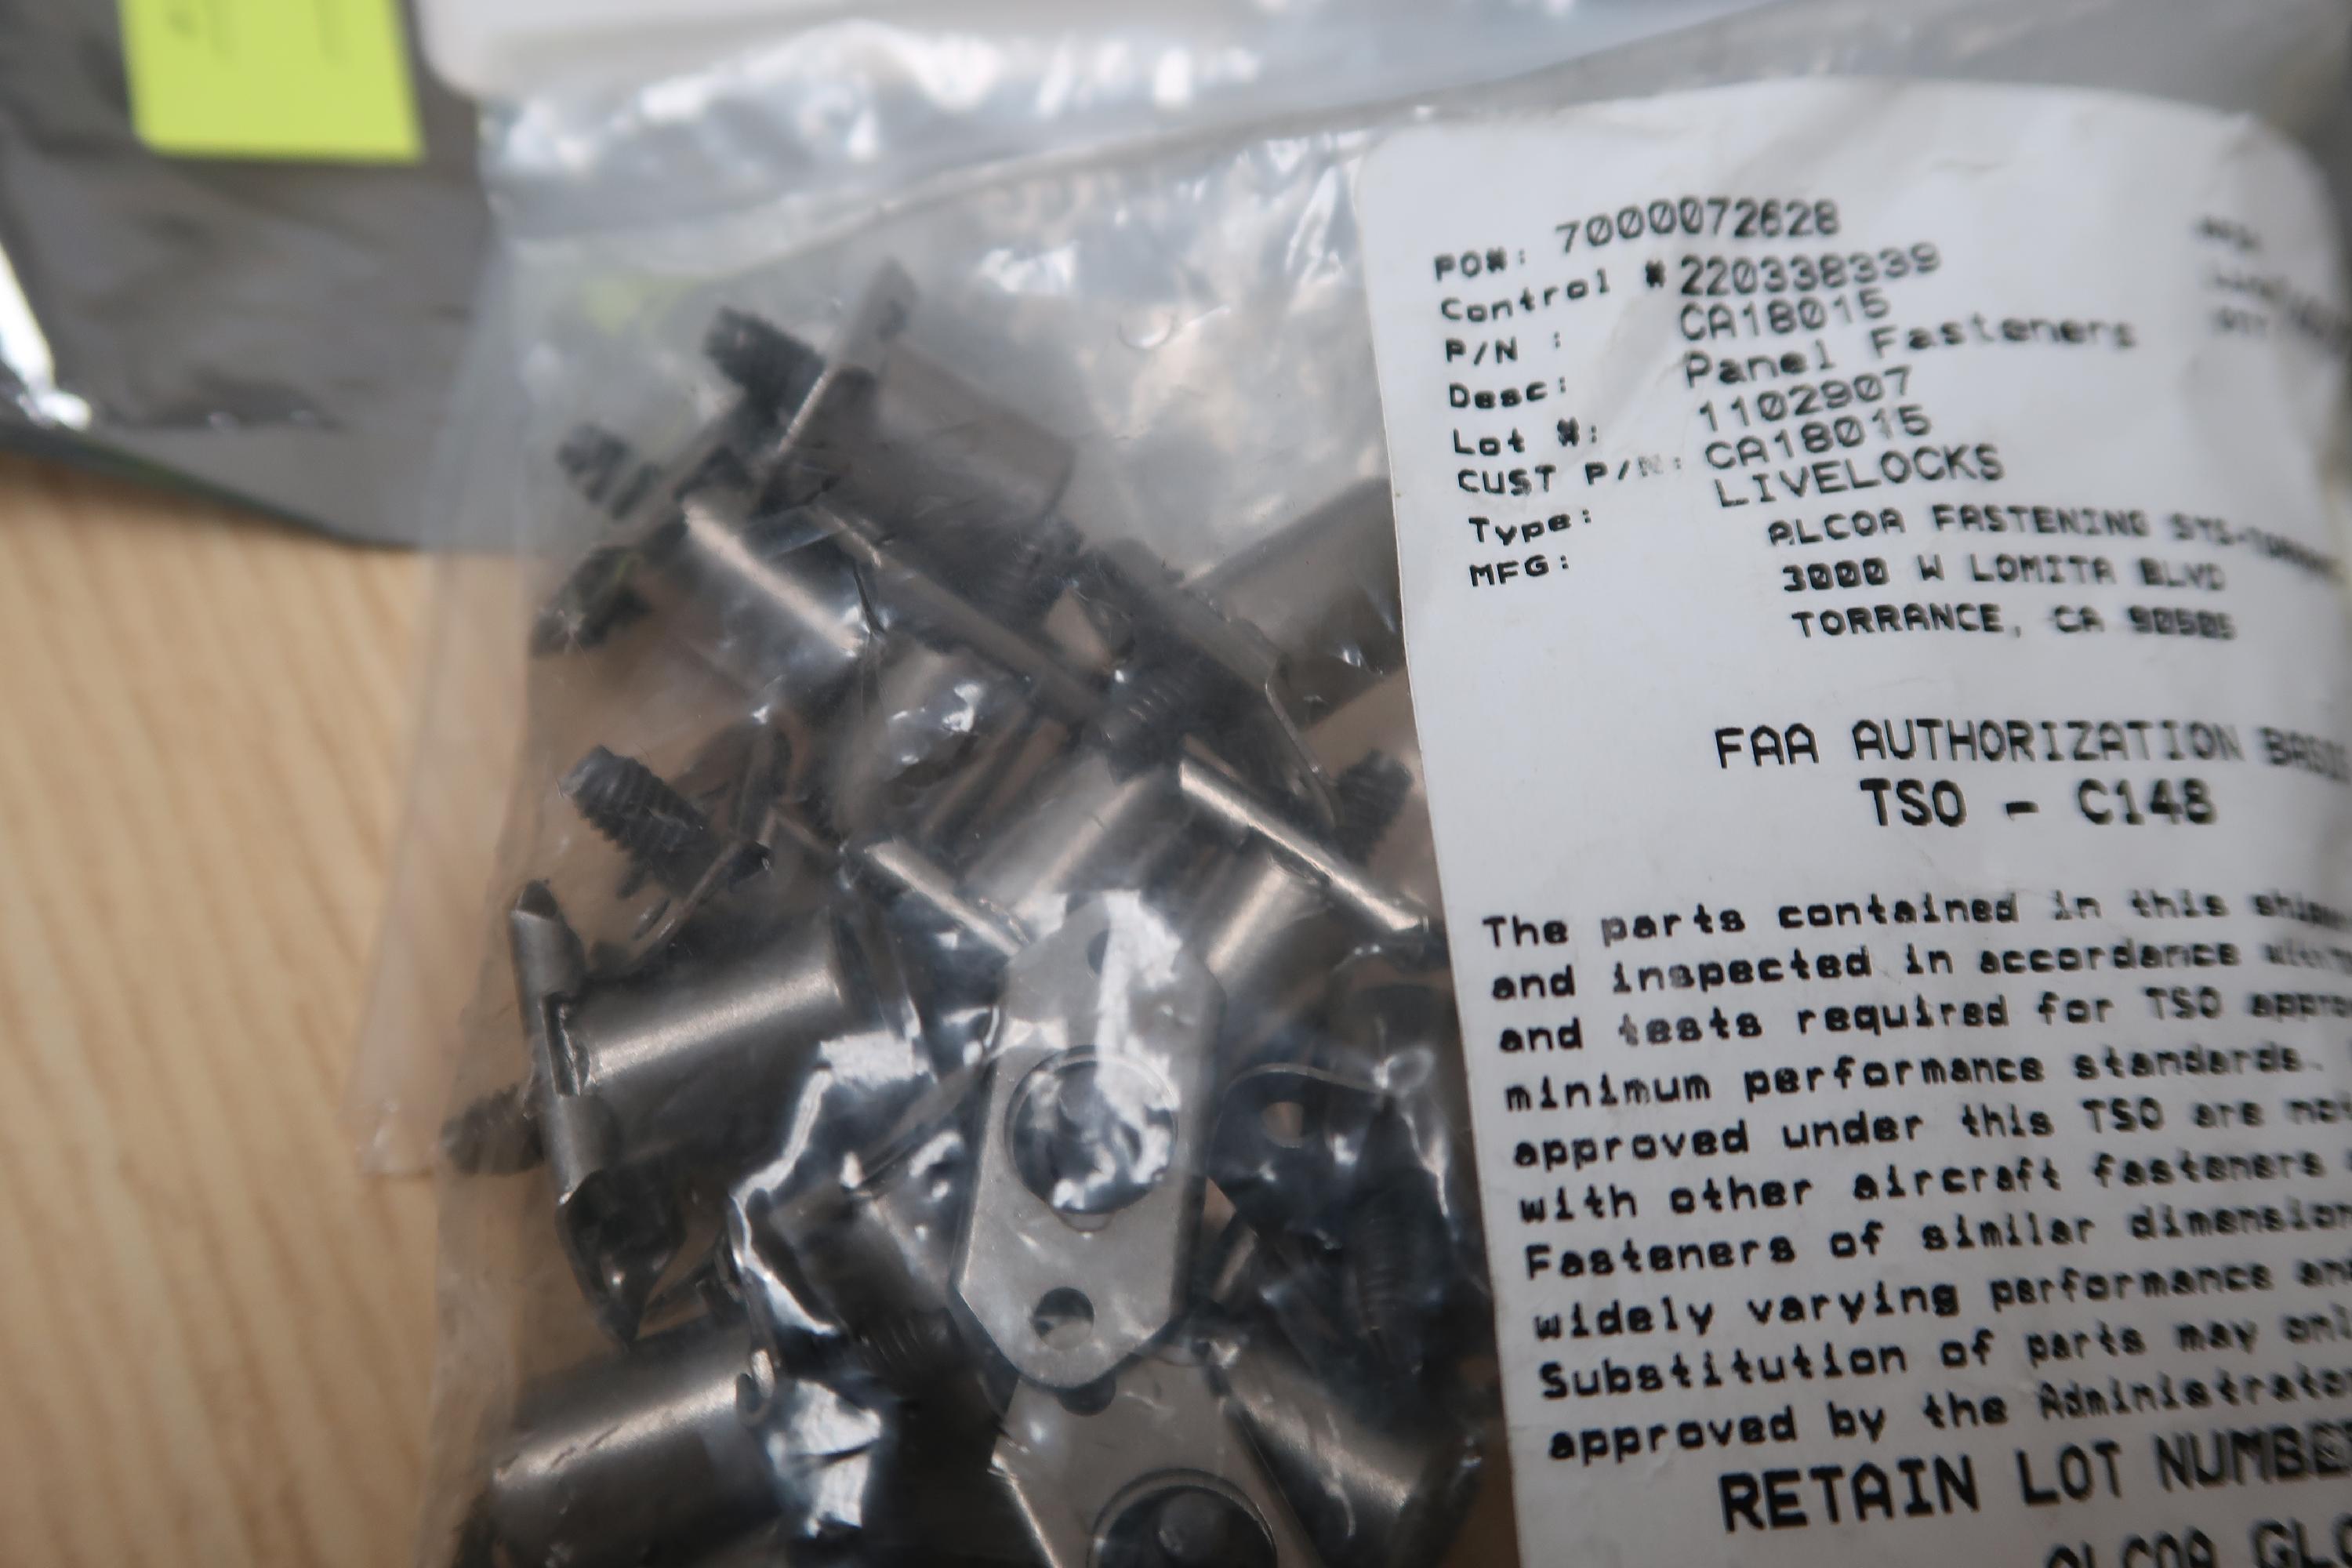 PO#: 7000072628
Control # 220338339
P/N : CA18015
Desc: Panel Fasteners
Lot #: 1102907
CUST P/N: CA18015
Type: LIVELOCKS
MFG: ALCOA FASTENING SYS-
3000 W LOMITA BLVD
TORRANCE, CA 90505
FAA AUTHORIZATION
TSO - C148
The parts contained in this
and inspected in accordance
and tests required for TSO
minimum performance standards.
approved under this TSO are
with other aircraft fasteners
Fasteners of similar
widely varying performance
Substitution of parts may
approved by the
RETAIN LOT
ALCOA